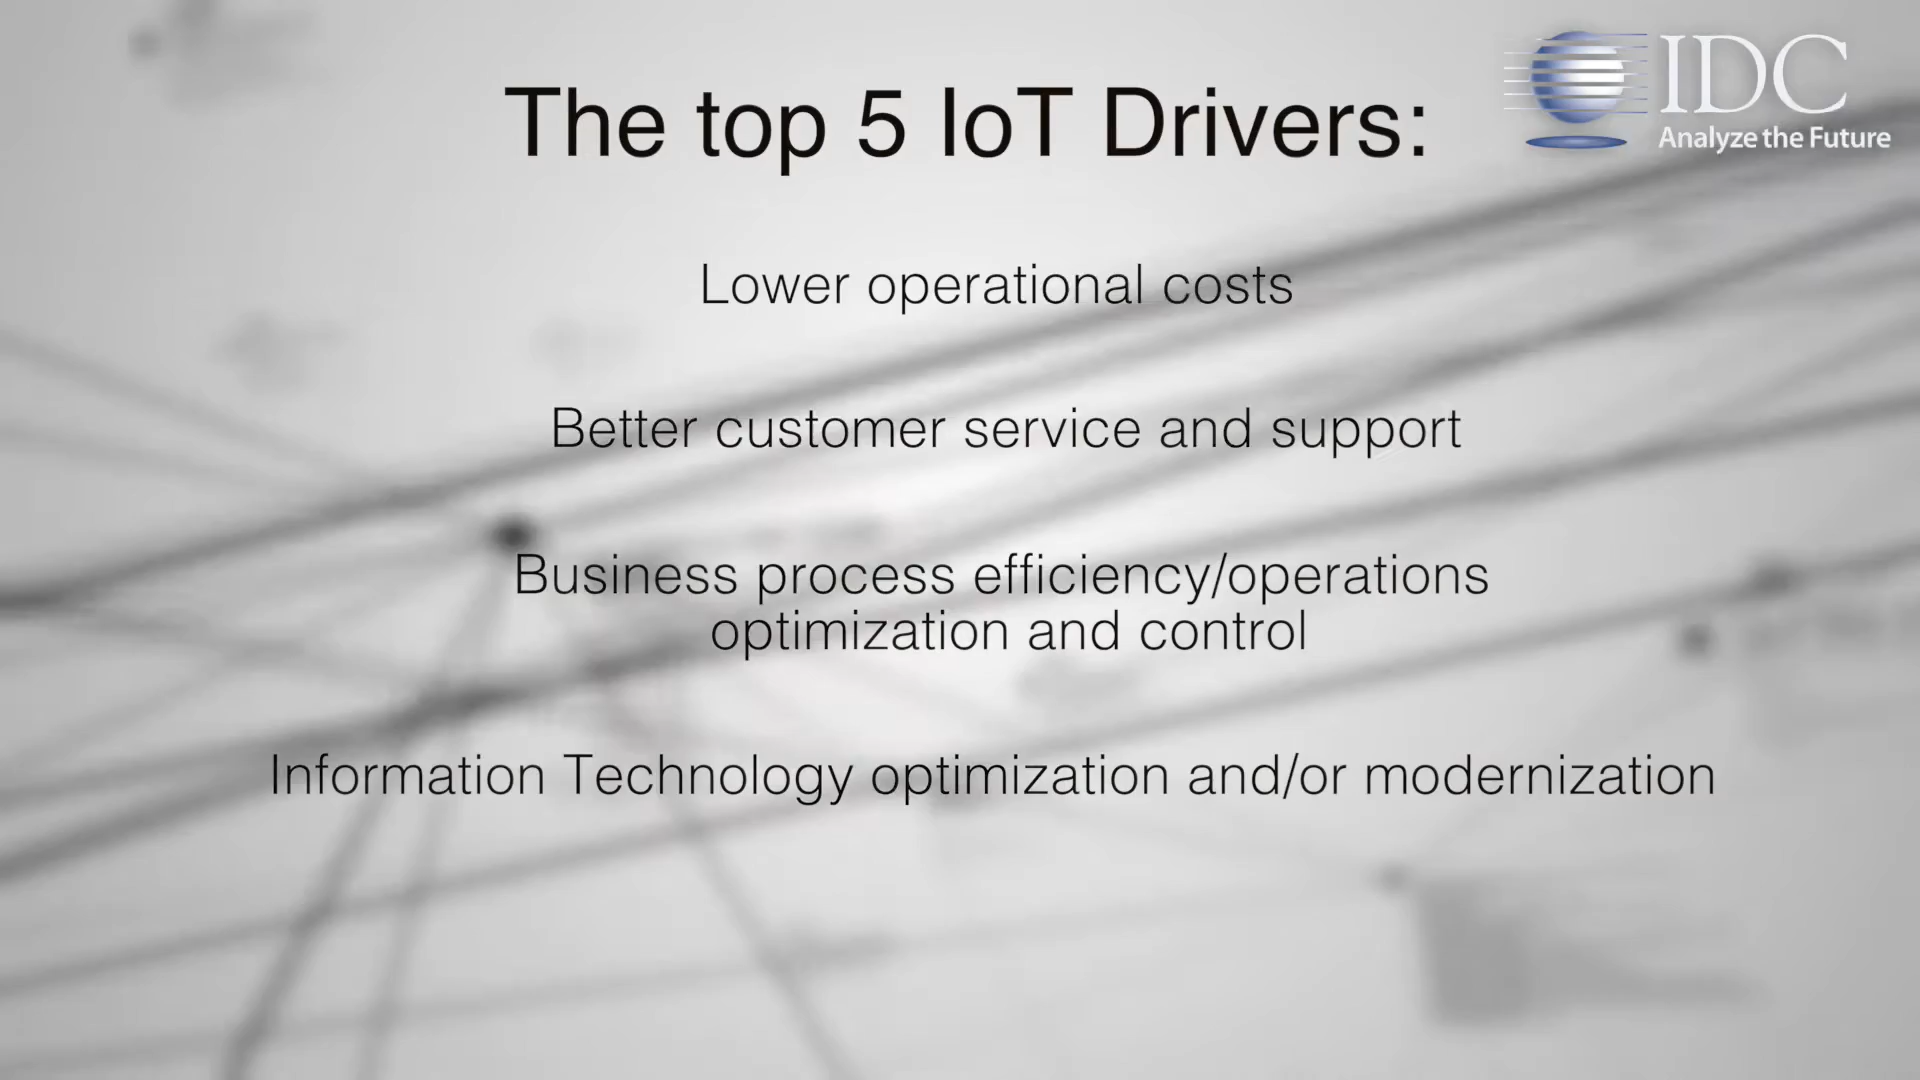 The top 5 IoT Drivers:
IDC
Analyze the Future
Lower operational costs
Better customer service and support
Business process efficiency/operations
optimization and control
Information Technology optimization and/or modernization